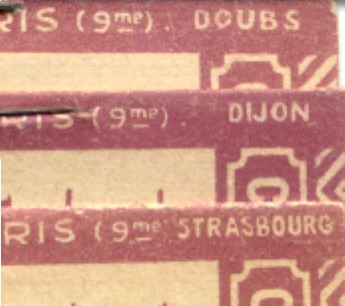 RIS (9me). DOUBS
RIS (9me). DIJON
RIS (9me STRASBOURG